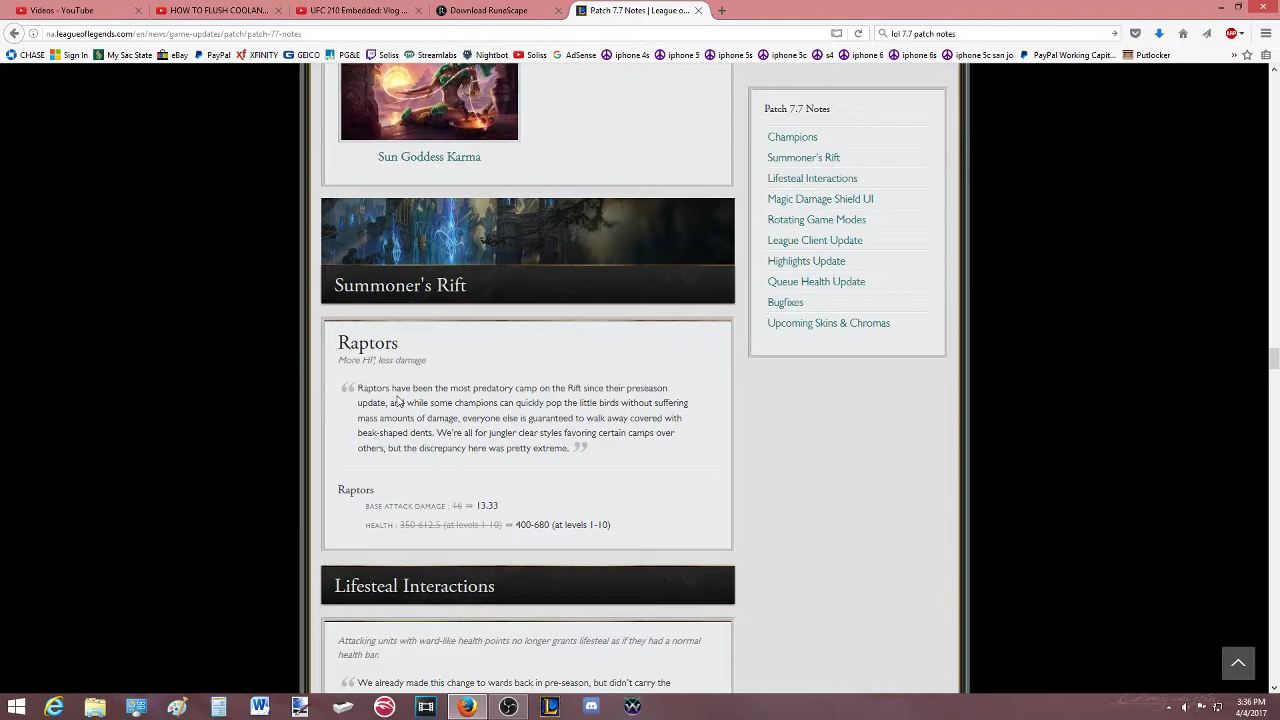 Videos - YouTube
HOW TO FLUSH COOLAN...
UFC 210 Embedded: Vlog ...
Download RuneScape
Patch 7.7 Notes | League o...
na.leagueoflegends.com/en/news/game-updates/patch/patch-77-notes
lol 7.7 patch notes
CHASE Sign In My Sac State eBay PayPal XFINITY GEICO PG&E Soliss Streamlabs Nightbot Soliss AdSense iphone 4s iphone 5 iphone 5s iphone 5c s4 iphone 6 iphone 6s iphone 5c san jo PayPal Working Capit... Putlocker
Sun Goddess Karma
Summoner's Rift
Raptors
More HP, less damage
Raptors have been the most predatory camp on the Rift since their preseason
update, and while some champions can quickly pop the little birds without suffering
mass amounts of damage, everyone else is guaranteed to walk away covered with
beak-shaped dents. We're all for jungler clear styles favoring certain camps over
others, but the discrepancy here was pretty extreme.
Raptors
BASE ATTACK DAMAGE : 16 ⇒ 13.33
HEALTH : 350-612.5 (at levels 1-10) ⇒ 400-680 (at levels 1-10)
Lifesteal Interactions
Attacking units with ward-like health points no longer grants lifesteal as if they had a normal
health bar.
We already made this change to wards back in pre-season, but didn't carry the
Patch 7.7 Notes
Champions
Summoner's Rift
Lifesteal Interactions
Magic Damage Shield UI
Rotating Game Modes
League Client Update
Highlights Update
Queue Health Update
Bugfixes
Upcoming Skins & Chromas
3:36 PM
4/4/2017